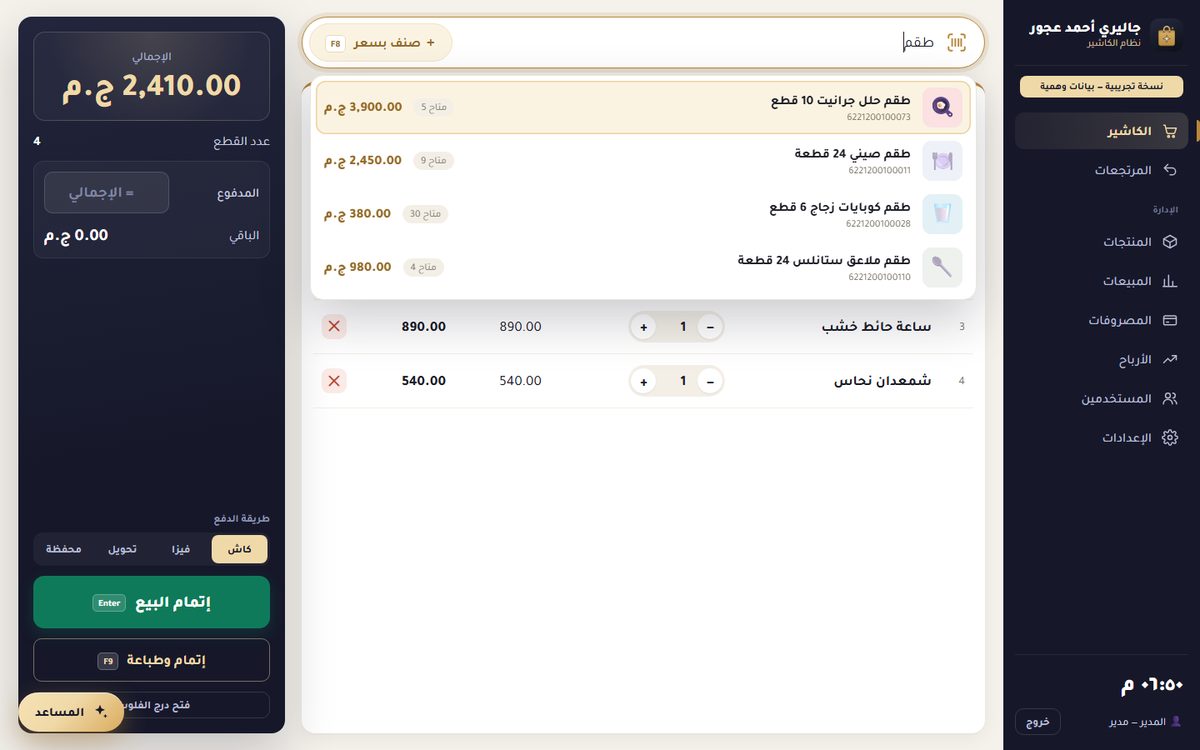 جاليري أحمد عجور
نظام الكاشير
نسخة تجريبية – بيانات وهمية
الكاشير
المرتجعات
الإدارة
المنتجات
المبيعات
المصروفات
الأرباح
المستخدمين
الإعدادات
٠٦:٥٠ م
المدير – مدير
خروج
طقم
+ صنف بسعر F8
طقم حلل جرانيت 10 قطع
6221200100073
متاح 5
3,900.00 ج.م
طقم صيني 24 قطعة
6221200100011
متاح 9
2,450.00 ج.م
طقم كوبايات زجاج 6 قطع
6221200100028
متاح 30
380.00 ج.م
طقم ملاعق ستانلس 24 قطعة
6221200100110
متاح 4
980.00 ج.م
3 ساعة حائط خشب − 1 + 890.00 890.00
4 شمعدان نحاس − 1 + 540.00 540.00
الإجمالي
2,410.00 ج.م
عدد القطع 4
المدفوع = الإجمالي
الباقي 0.00 ج.م
طريقة الدفع
كاش فيزا تحويل محفظة
إتمام البيع Enter
إتمام وطباعة F9
فتح درج الفلوس
المساعد